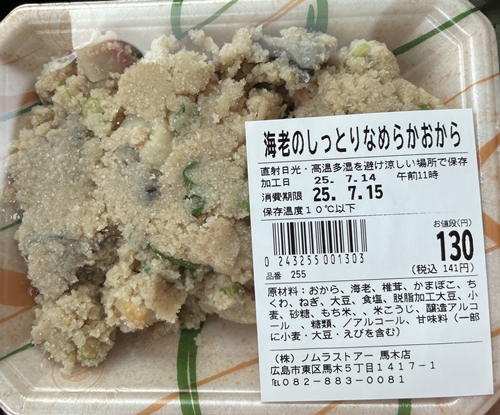 海老のしっとりなめらかおから
直射日光・高温多湿を避け涼しい場所で保存
加工日 25. 7.14 午前11時
消費期限 25. 7.15
保存温度10℃以下
お値段(円)
130
(税込 141円)
0 243255 001303
品番 255
原材料:おから、海老、椎茸、かまぼこ、ち
くわ、ねぎ、大豆、食塩、脱脂加工大豆、小
麦、砂糖、もち米、、米こうじ、醸造アルコ
ール 、糖類、/アルコール、甘味料(一部
に小麦・大豆・えびを含む)
(株)ノムラストアー 馬木店
広島市東区馬木5丁目1417-1
℡082-883-0081